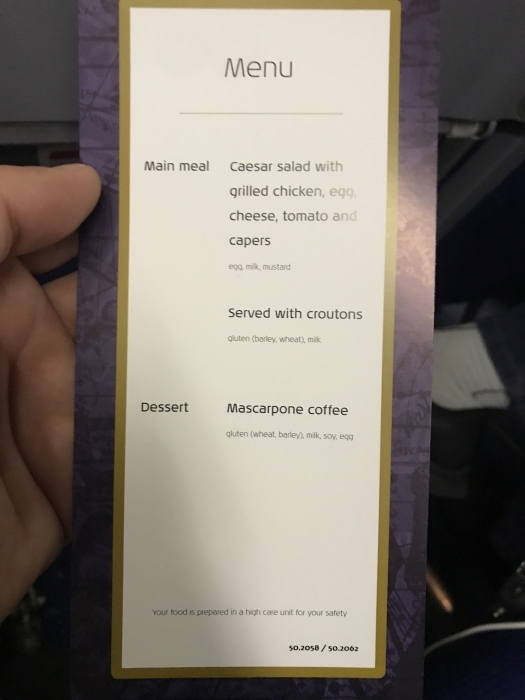 Menu
Main meal
Caesar salad with
grilled chicken, egg,
cheese, tomato and
capers
egg, milk, mustard
Served with croutons
gluten (barley, wheat), milk
Dessert
Mascarpone coffee
gluten (wheat, barley), milk, soy, egg
Your food is prepared in a high care unit for your safety
SO.2058 / SO.2062